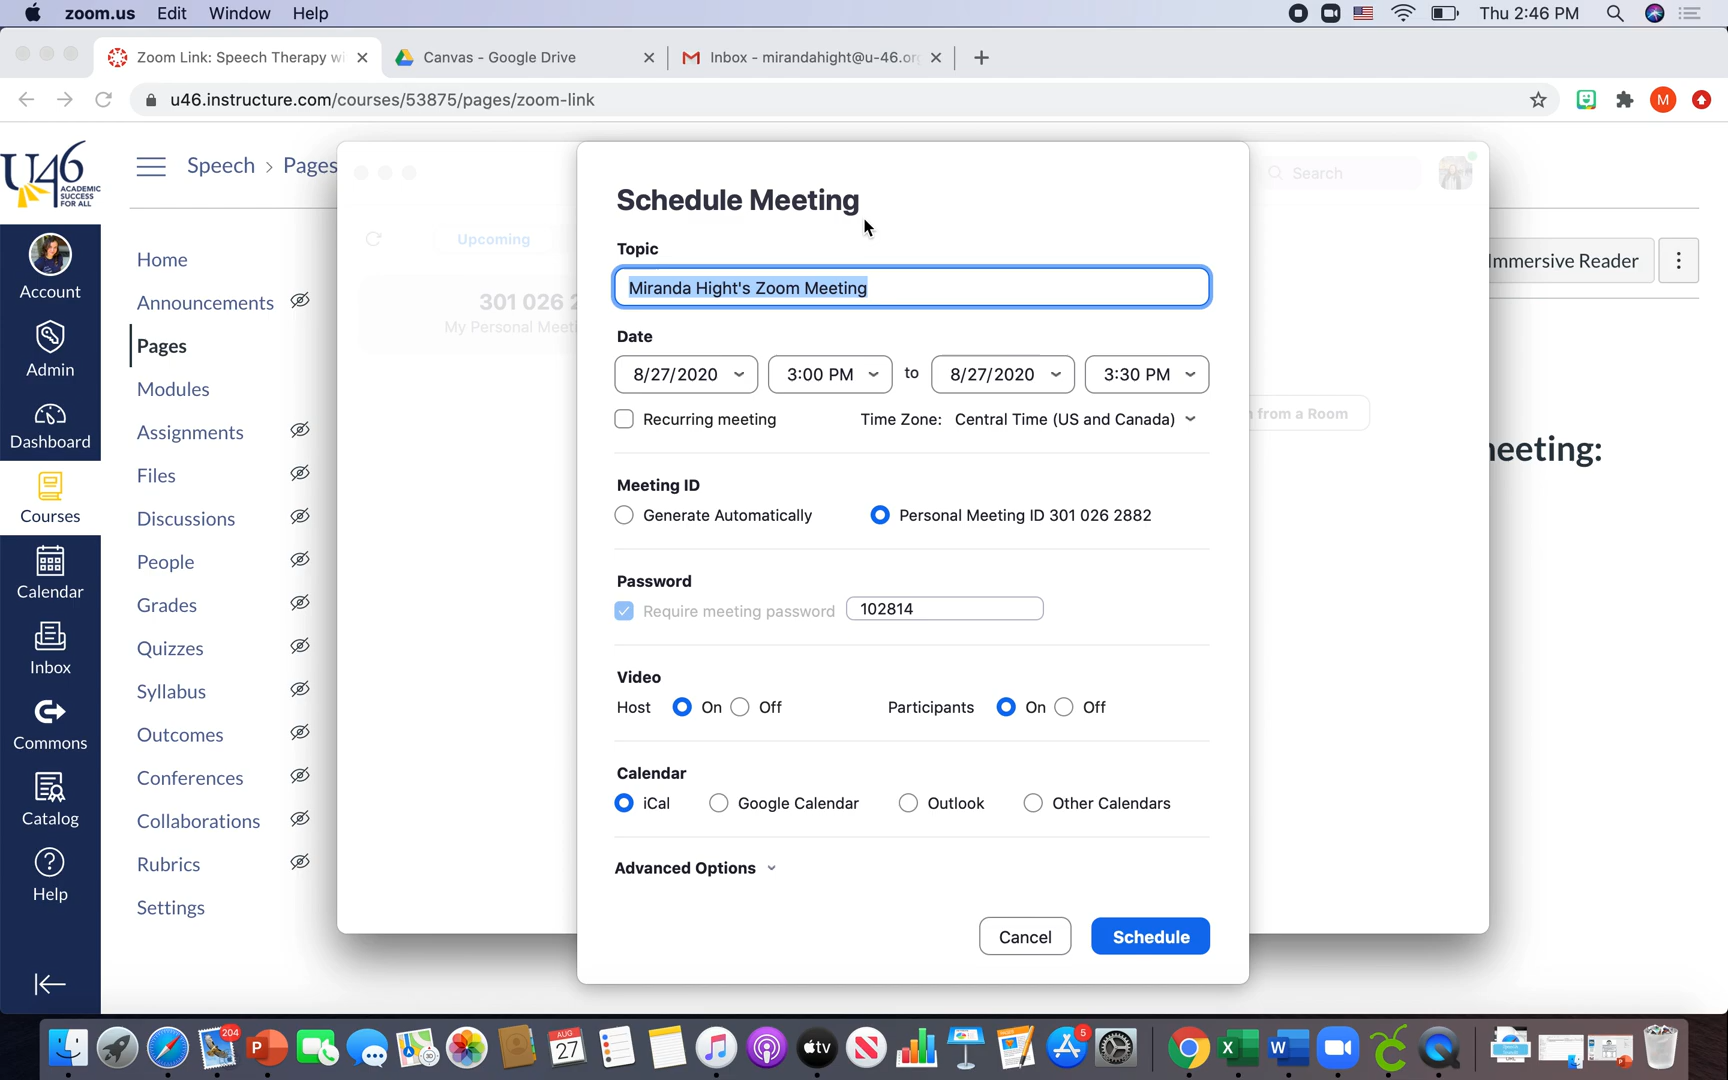 zoom.us Edit Window Help Thu 2:46 PM
Zoom Link: Speech Therapy wi Canvas - Google Drive Inbox - mirandahight@u-46.org
u46.instructure.com/courses/53875/pages/zoom-link M
U46
ACADEMIC
SUCCESS
FOR ALL
Speech > Pages
Search
Account
Admin
Dashboard
Courses
Calendar
Inbox
Commons
Catalog
Help
Home
Announcements
Pages
Modules
Assignments
Files
Discussions
People
Grades
Quizzes
Syllabus
Outcomes
Conferences
Collaborations
Rubrics
Settings
Upcoming
301 026 2
My Personal Meeti
Immersive Reader
from a Room
eeting:
Schedule Meeting
Topic
Miranda Hight's Zoom Meeting
Date
8/27/2020 3:00 PM to 8/27/2020 3:30 PM
Recurring meeting Time Zone: Central Time (US and Canada)
Meeting ID
Generate Automatically Personal Meeting ID 301 026 2882
Password
Require meeting password 102814
Video
Host On Off Participants On Off
Calendar
iCal Google Calendar Outlook Other Calendars
Advanced Options
Cancel Schedule
204 P AUG 27 tv 5 X W